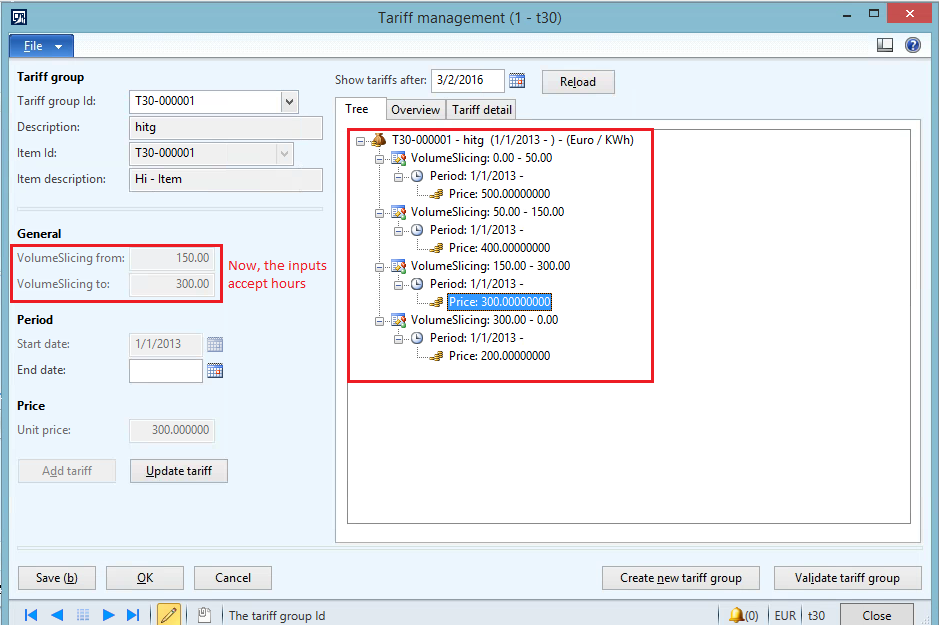 Tariff management (1 - t30)
File
Tariff group
Tariff group Id: T30-000001
Description: hitg
Item Id: T30-000001
Item description: Hi - Item
General
VolumeSlicing from: 150.00
VolumeSlicing to: 300.00
Now, the inputs
accept hours
Period
Start date: 1/1/2013
End date:
Price
Unit price: 300.000000
Add tariff Update tariff
Show tariffs after: 3/2/2016 Reload
Tree Overview Tariff detail
T30-000001 - hitg (1/1/2013 - ) - (Euro / KWh)
VolumeSlicing: 0.00 - 50.00
Period: 1/1/2013 -
Price: 500.00000000
VolumeSlicing: 50.00 - 150.00
Period: 1/1/2013 -
Price: 400.00000000
VolumeSlicing: 150.00 - 300.00
Period: 1/1/2013 -
Price: 300.00000000
VolumeSlicing: 300.00 - 0.00
Period: 1/1/2013 -
Price: 200.00000000
Save (b) OK Cancel Create new tariff group Validate tariff group
The tariff group Id (0) EUR t30 Close